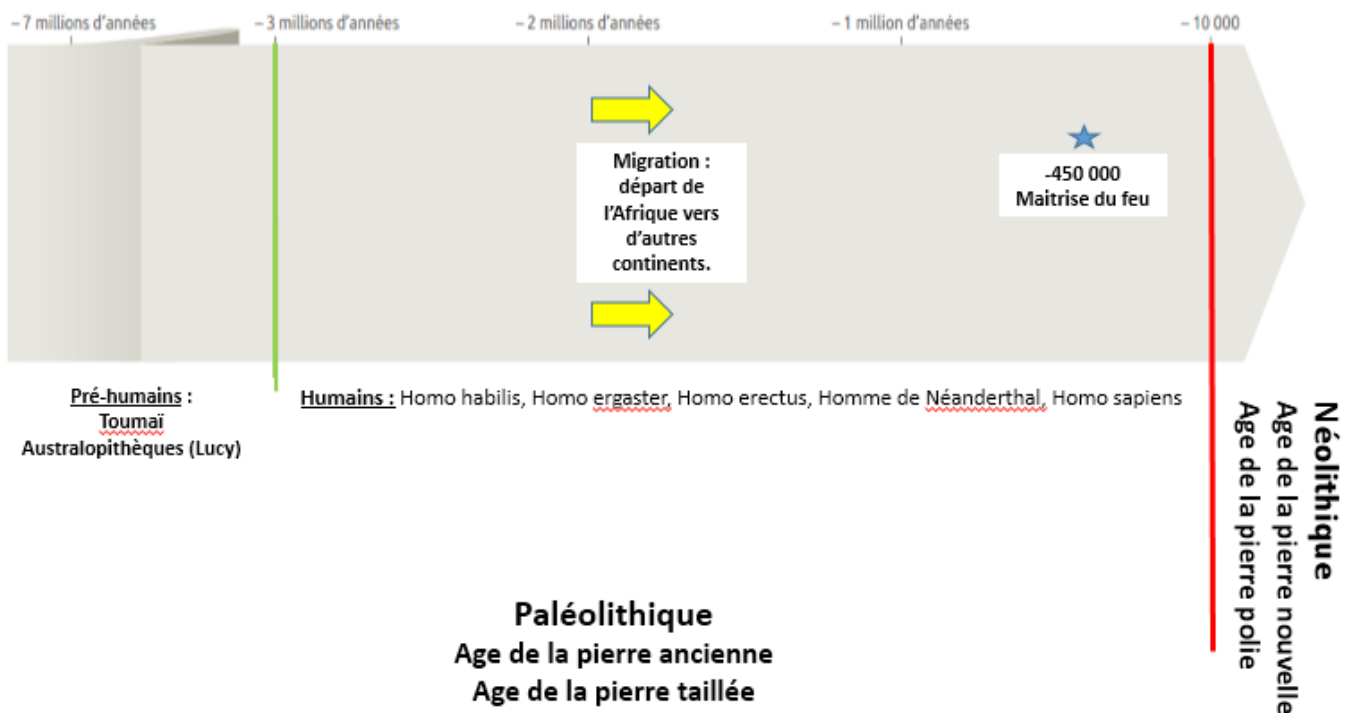 – 7 millions d'années
– 3 millions d'années
– 2 millions d'années
– 1 million d'années
– 10 000
Migration :
départ de
l'Afrique vers
d'autres
continents.
-450 000
Maitrise du feu
Pré-humains :
Toumaï
Australopithèques (Lucy)
Humains : Homo habilis, Homo ergaster, Homo erectus, Homme de Néanderthal, Homo sapiens
Paléolithique
Age de la pierre ancienne
Age de la pierre taillée
Néolithique
Age de la pierre nouvelle
Age de la pierre polie